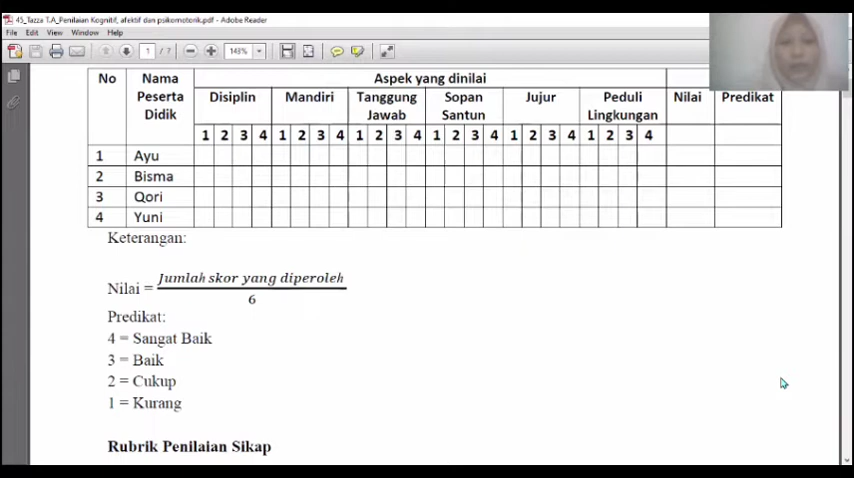 45_Tazza T.A_Penilaian Kognitif, afektif dan psikomotorik.pdf - Adobe Reader
File Edit View Window Help
1 / 7 143%
No Nama Peserta Didik Aspek yang dinilai
Disiplin Mandiri Tanggung Jawab Sopan Santun Jujur Peduli Lingkungan Nilai Predikat
1 2 3 4 1 2 3 4 1 2 3 4 1 2 3 4 1 2 3 4 1 2 3 4
1 Ayu
2 Bisma
3 Qori
4 Yuni
Keterangan:
Nilai = Jumlah skor yang diperoleh
6
Predikat:
4 = Sangat Baik
3 = Baik
2 = Cukup
1 = Kurang
Rubrik Penilaian Sikap